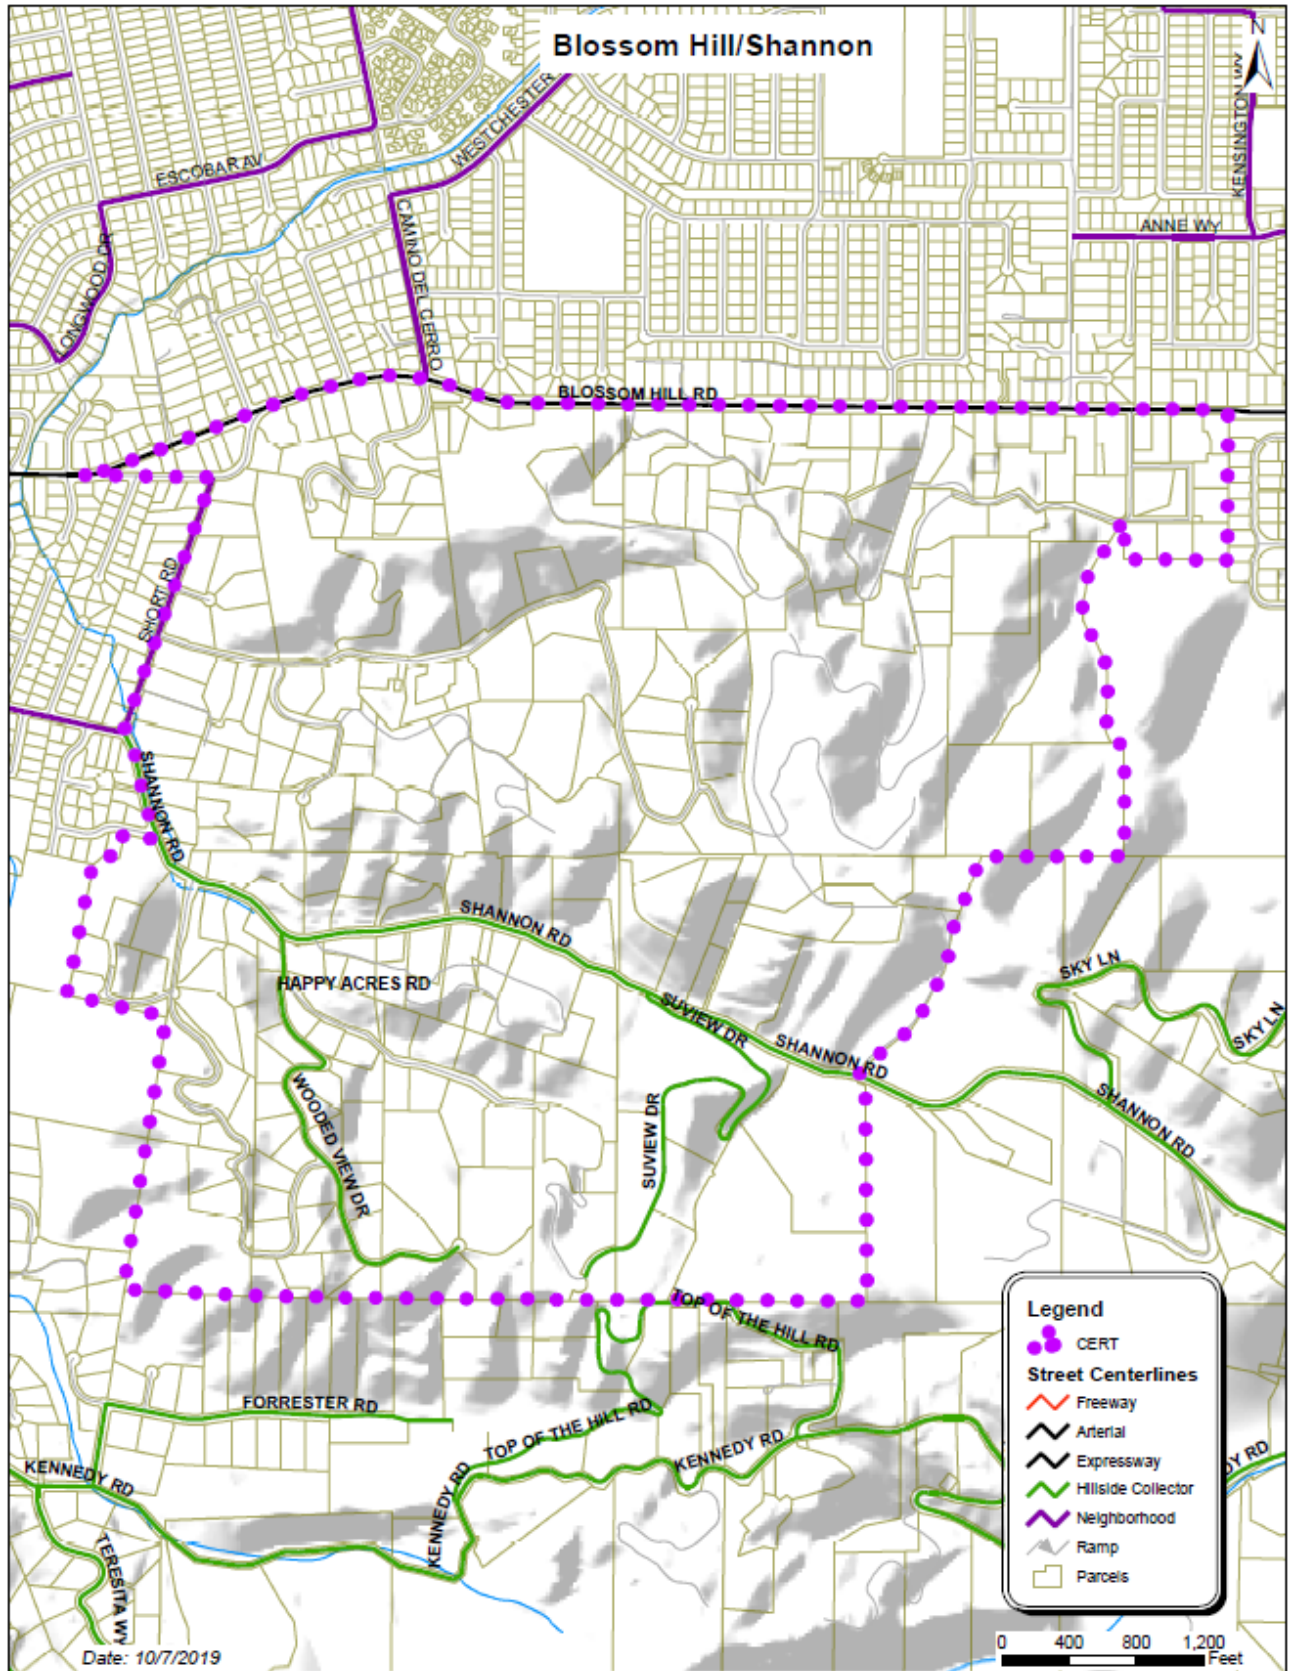 Blossom Hill/Shannon
N
WESTCHESTER
KENSINGTON WY
ESCOBAR AV
CAMINO DEL CERRO
ANNE WY
LONGWOOD DR
BLOSSOM HILL RD
SHORT RD
SHANNON RD
SHANNON RD
HAPPY ACRES RD
SKY LN
SKY LN
SUVIEW DR
SHANNON RD
WOODED VIEW DR
SUVIEW DR
SHANNON RD
TOP OF THE HILL RD
FORRESTER RD
TOP OF THE HILL RD
KENNEDY RD
KENNEDY RD
KENNEDY RD
DY RD
TERESITA WY
Legend
CERT
Street Centerlines
Freeway
Arterial
Expressway
Hillside Collector
Neighborhood
Ramp
Parcels
Date: 10/7/2019
0 400 800 1,200
Feet